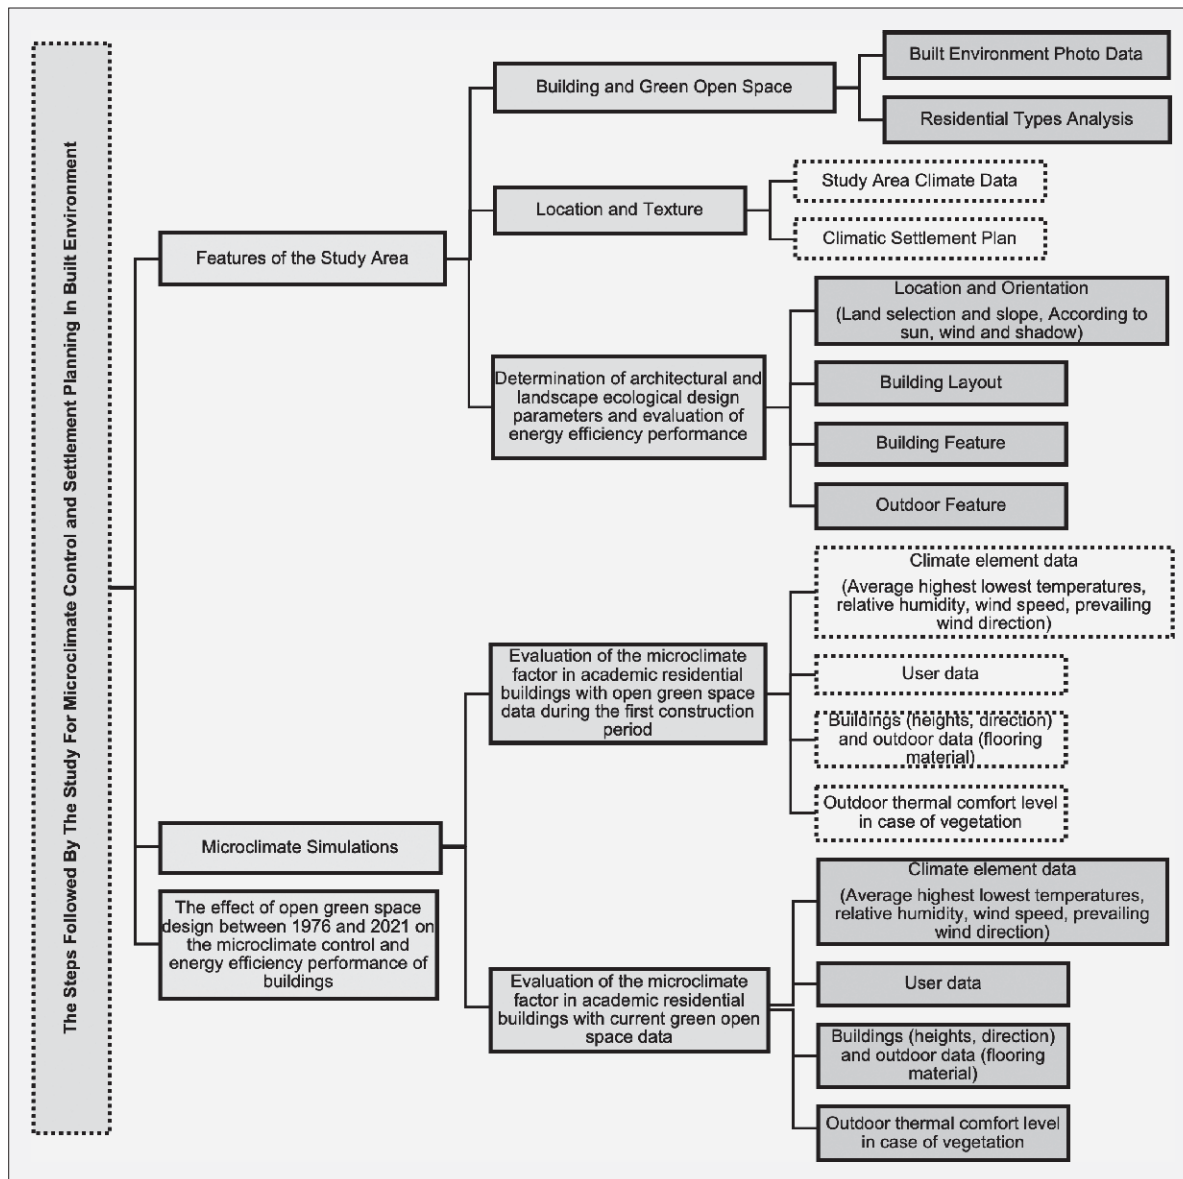 The Steps Followed By The Study For Microclimate Control and Settlement Planning In Built Environment
Features of the Study Area
Building and Green Open Space
Built Environment Photo Data
Residential Types Analysis
Location and Texture
Study Area Climate Data
Climatic Settlement Plan
Determination of architectural and
landscape ecological design
parameters and evaluation of
energy efficiency performance
Location and Orientation
(Land selection and slope, According to
sun, wind and shadow)
Building Layout
Building Feature
Outdoor Feature
Microclimate Simulations
Evaluation of the microclimate
factor in academic residential
buildings with open green space
data during the first construction
period
Climate element data
(Average highest lowest temperatures,
relative humidity, wind speed, prevailing
wind direction)
User data
Buildings (heights, direction)
and outdoor data (flooring
material)
Outdoor thermal comfort level
in case of vegetation
Evaluation of the microclimate
factor in academic residential
buildings with current green open
space data
Climate element data
(Average highest lowest temperatures,
relative humidity, wind speed, prevailing
wind direction)
User data
Buildings (heights, direction)
and outdoor data (flooring
material)
Outdoor thermal comfort level
in case of vegetation
The effect of open green space
design between 1976 and 2021 on
the microclimate control and
energy efficiency performance of
buildings